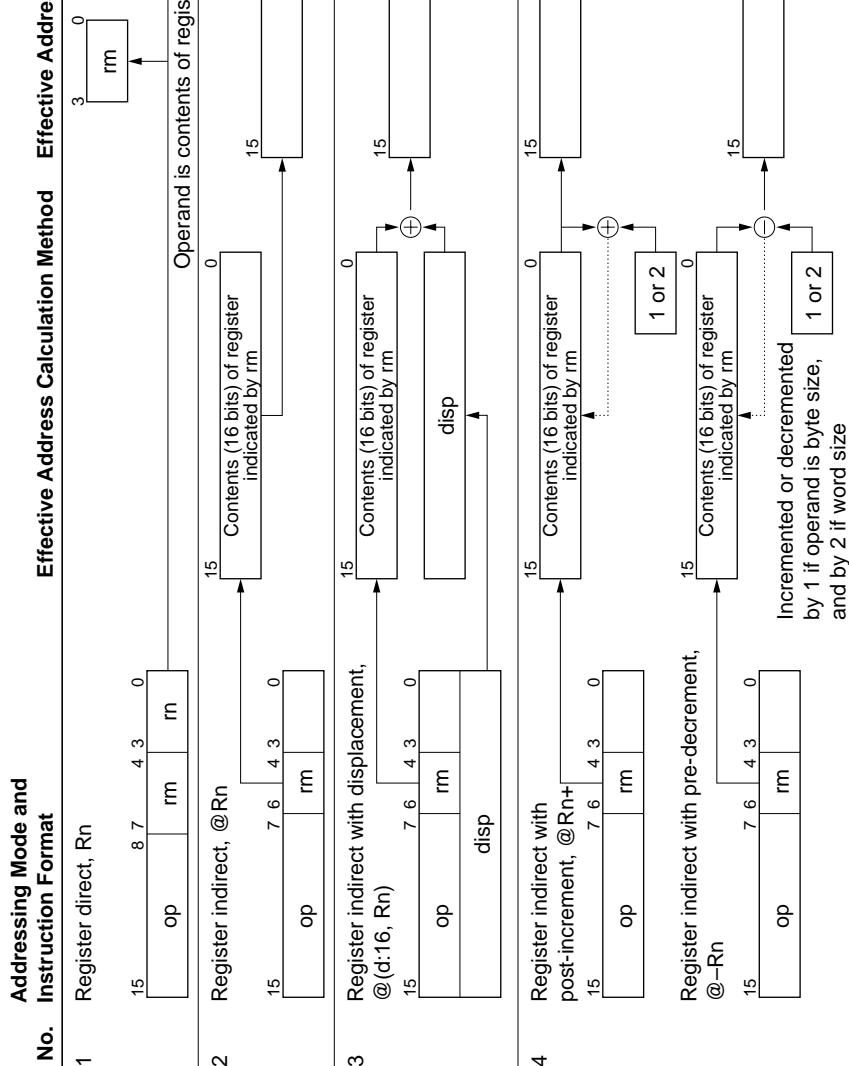 Addressing Mode and
No. Instruction Format Effective Address Calculation Method Effective Addre
1 Register direct, Rn
15 8 7 4 3 0
op rm rn
3 0
rm
Operand is contents of regis
2 Register indirect, @Rn
15 7 6 4 3 0
op rm
15 0
Contents (16 bits) of register
indicated by rm
15
3 Register indirect with displacement,
@(d:16, Rn)
15 7 6 4 3 0
op rm
disp
15 0
Contents (16 bits) of register
indicated by rm
disp
15
4 Register indirect with
post-increment, @Rn+
15 7 6 4 3 0
op rm
15 0
Contents (16 bits) of register
indicated by rm
1 or 2
15
Register indirect with pre-decrement,
@–Rn
15 7 6 4 3 0
op rm
15 0
Contents (16 bits) of register
indicated by rm
1 or 2
15
Incremented or decremented
by 1 if operand is byte size,
and by 2 if word size